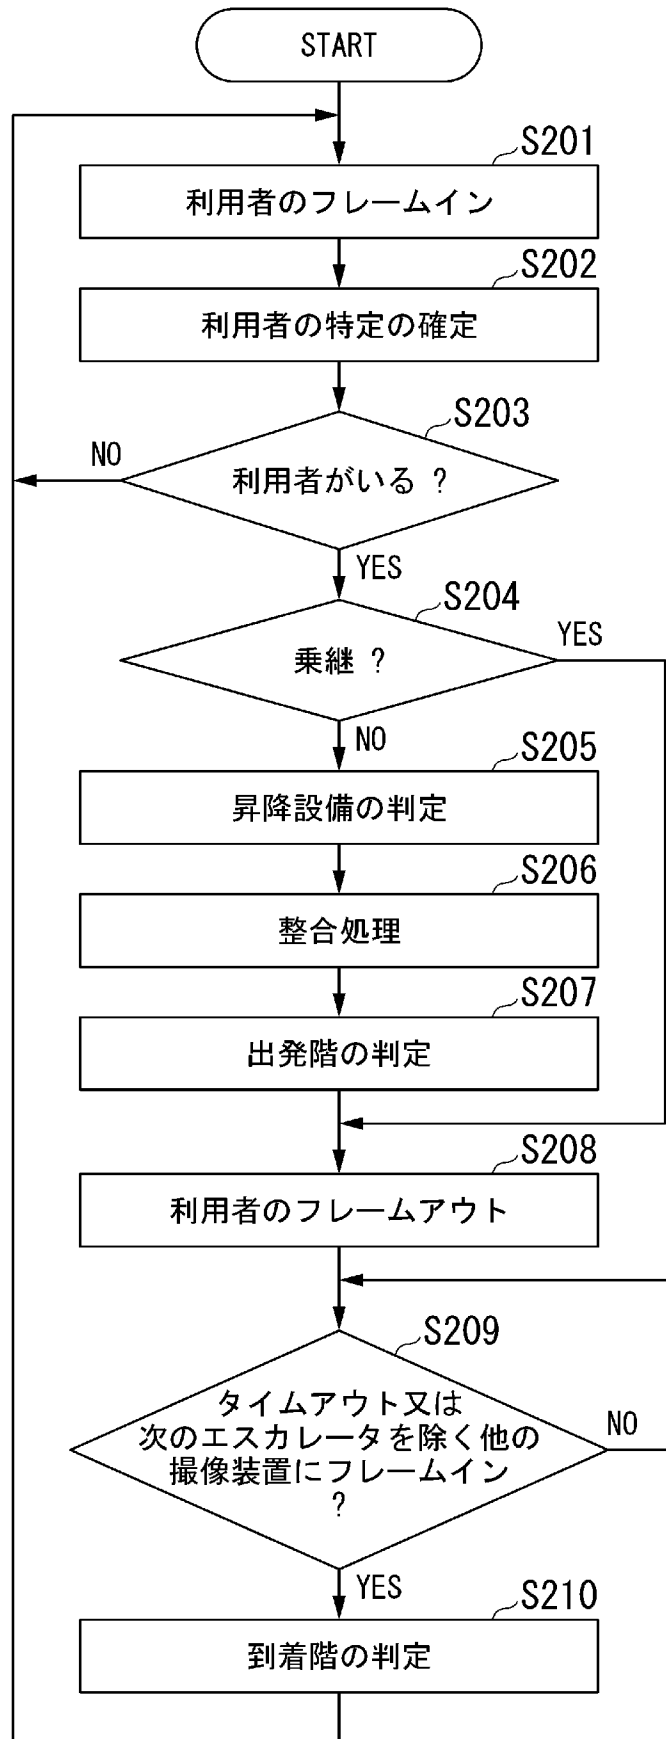 START
S201
利用者のフレームイン
S202
利用者の特定の確定
S203
利用者がいる ?
NO
YES
S204
乗継 ?
YES
NO
S205
昇降設備の判定
S206
整合処理
S207
出発階の判定
S208
利用者のフレームアウト
S209
タイムアウト又は
次のエスカレータを除く他の
撮像装置にフレームイン
?
NO
YES
S210
到着階の判定